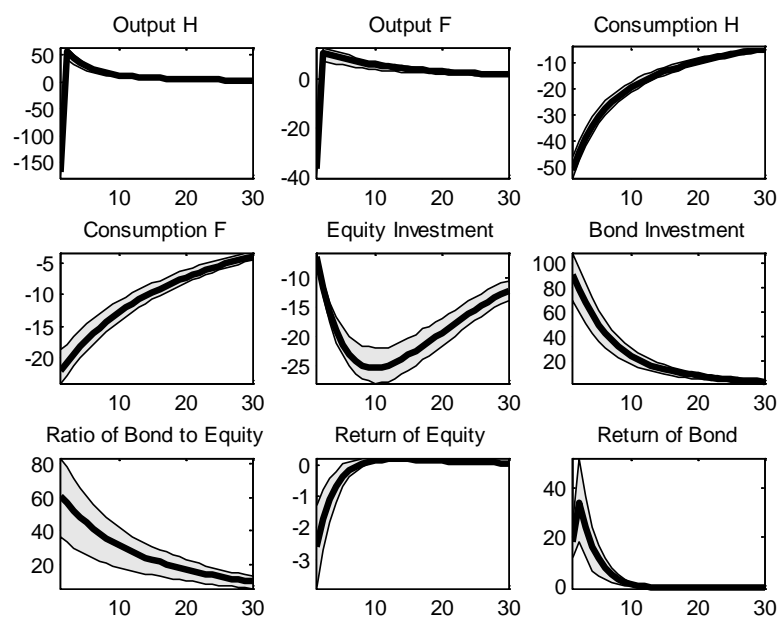 Output H
50
0
-50
-100
-150
10 20 30
Output F
0
-20
-40
10 20 30
Consumption H
-10
-20
-30
-40
-50
10 20 30
Consumption F
-5
-10
-15
-20
10 20 30
Equity Investment
-10
-15
-20
-25
10 20 30
Bond Investment
100
80
60
40
20
10 20 30
Ratio of Bond to Equity
80
60
40
20
10 20 30
Return of Equity
0
-1
-2
-3
10 20 30
Return of Bond
40
20
0
10 20 30